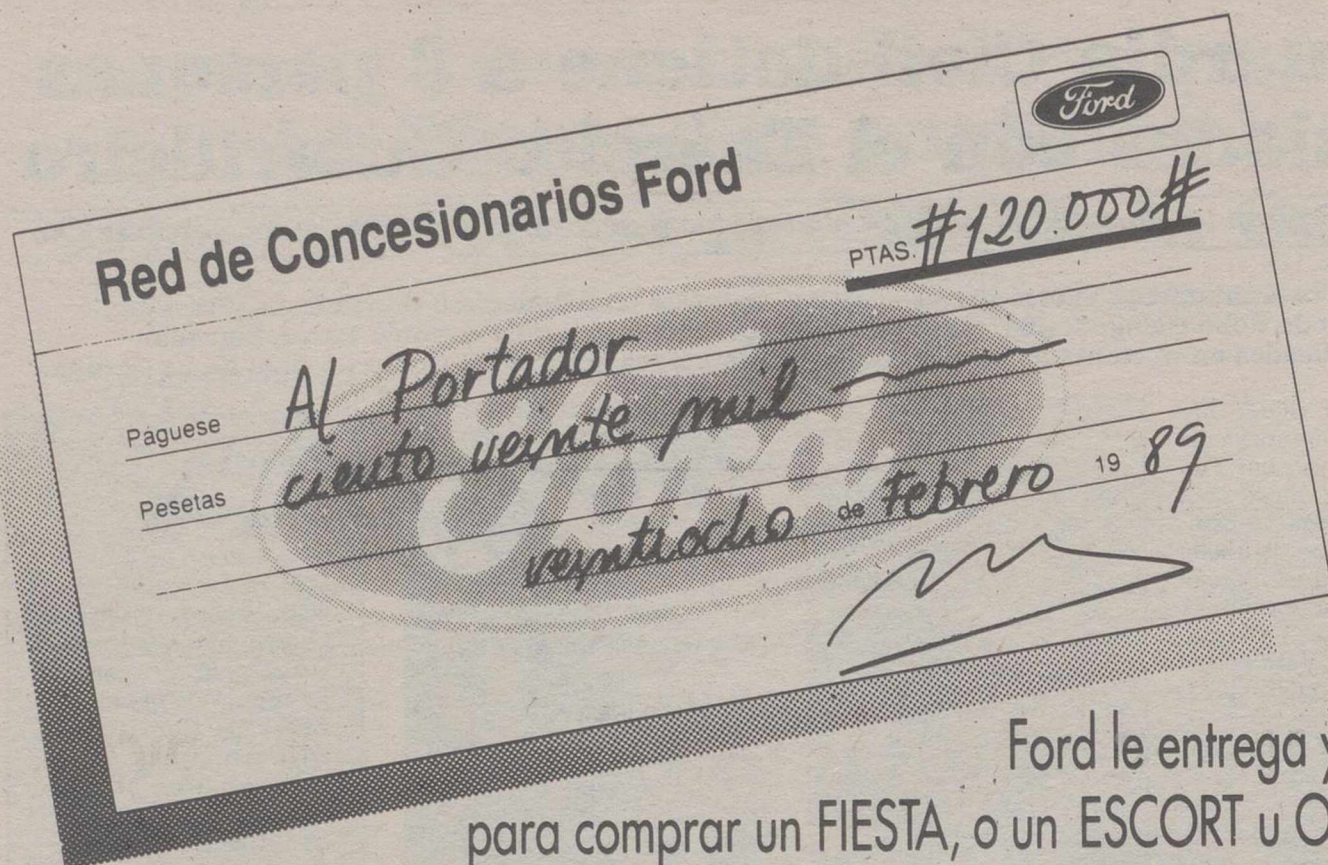 Ford
Red de Concesionarios Ford
PTAS. #120.000#
Ford
Páguese Al Portador
Pesetas ciento veinte mil
veintiocho de Febrero 19 89
Ford le entrega y
para comprar un FIESTA, o un ESCORT u O